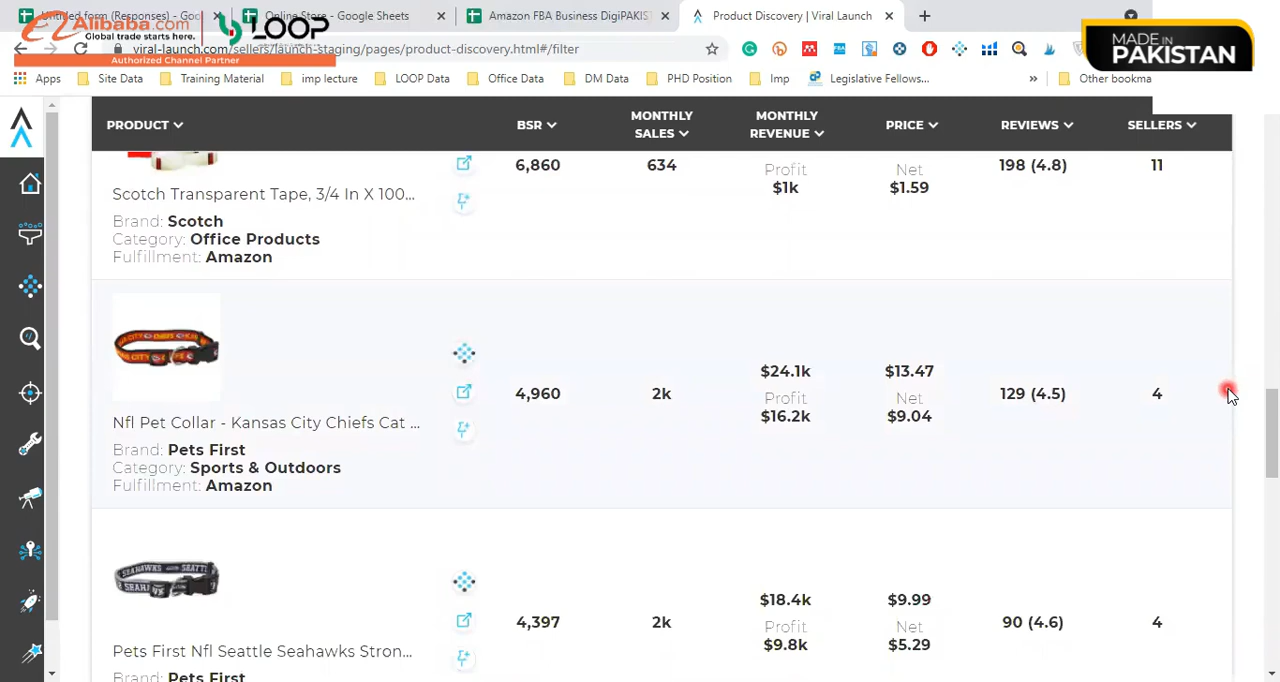 Untitled form (Responses) - Goo
Online Store - Google Sheets
Amazon FBA Business DigiPAKIST
Product Discovery | Viral Launch
Alibaba.com
Global trade starts here.
Authorized Channel Partner
LOOP
MADE IN
PAKISTAN
viral-launch.com/sellers/launch-staging/pages/product-discovery.html#/filter
Apps
Site Data
Training Material
imp lecture
LOOP Data
Office Data
DM Data
PHD Position
Imp
Legislative Fellows...
»
Other bookma
PRODUCT
BSR
MONTHLY
SALES
MONTHLY
REVENUE
PRICE
REVIEWS
SELLERS
Scotch Transparent Tape, 3/4 In X 100...
Brand: Scotch
Category: Office Products
Fulfillment: Amazon
6,860
634
Profit
$1k
Net
$1.59
198 (4.8)
11
Nfl Pet Collar - Kansas City Chiefs Cat ...
Brand: Pets First
Category: Sports & Outdoors
Fulfillment: Amazon
4,960
2k
$24.1k
Profit
$16.2k
$13.47
Net
$9.04
129 (4.5)
4
SEAHAWKS
Pets First Nfl Seattle Seahawks Stron...
Brand: Pets First
4,397
2k
$18.4k
Profit
$9.8k
$9.99
Net
$5.29
90 (4.6)
4